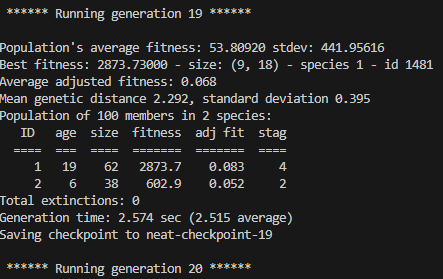 ****** Running generation 19 ******
Population's average fitness: 53.80920 stdev: 441.95616
Best fitness: 2873.73000 - size: (9, 18) - species 1 - id 1481
Average adjusted fitness: 0.068
Mean genetic distance 2.292, standard deviation 0.395
Population of 100 members in 2 species:
   ID   age  size  fitness  adj fit  stag
  ====  ===  ====  =======  =======  ====
     1   19    62   2873.7    0.083     4
     2    6    38    602.9    0.052     2
Total extinctions: 0
Generation time: 2.574 sec (2.515 average)
Saving checkpoint to neat-checkpoint-19
****** Running generation 20 ******